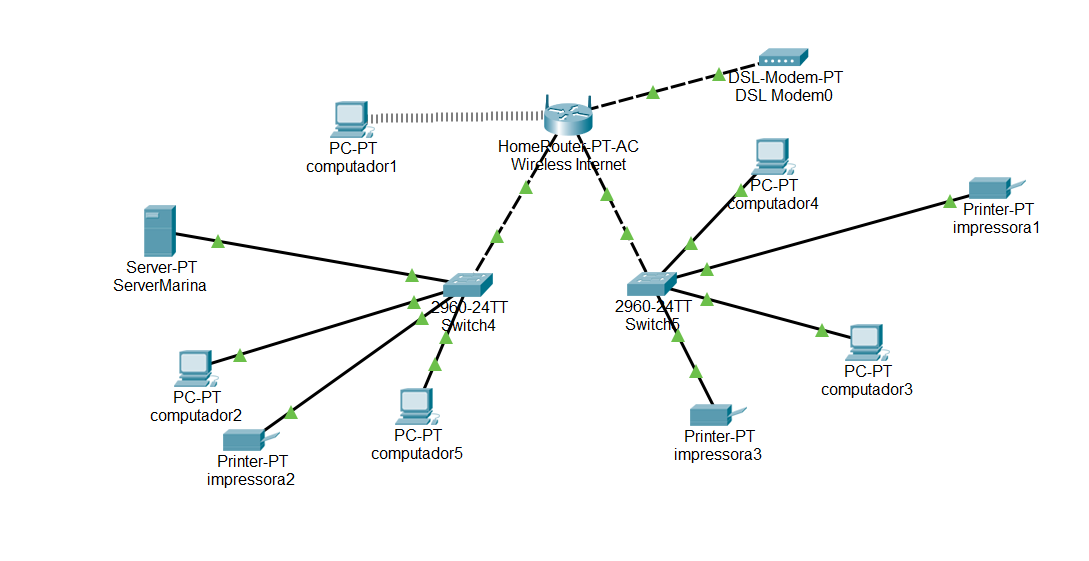 DSL-Modem-PT
DSL Modem0
HomeRouter-PT-AC
Wireless Internet
PC-PT
computador1
PC-PT
computador4
Printer-PT
impressora1
Server-PT
ServerMarina
2960-24TT
Switch4
2960-24TT
Switch5
PC-PT
computador2
PC-PT
computador3
PC-PT
computador5
Printer-PT
impressora3
Printer-PT
impressora2